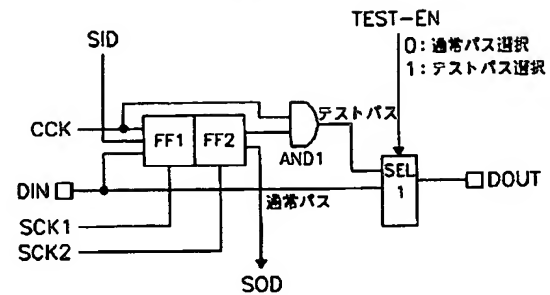 TEST-EN
0:通常パス選択
1:テストパス選択
SID
テストパス
CCK
FF1
FF2
AND1
SEL
1
DIN
DOUT
通常パス
SCK1
SCK2
SOD